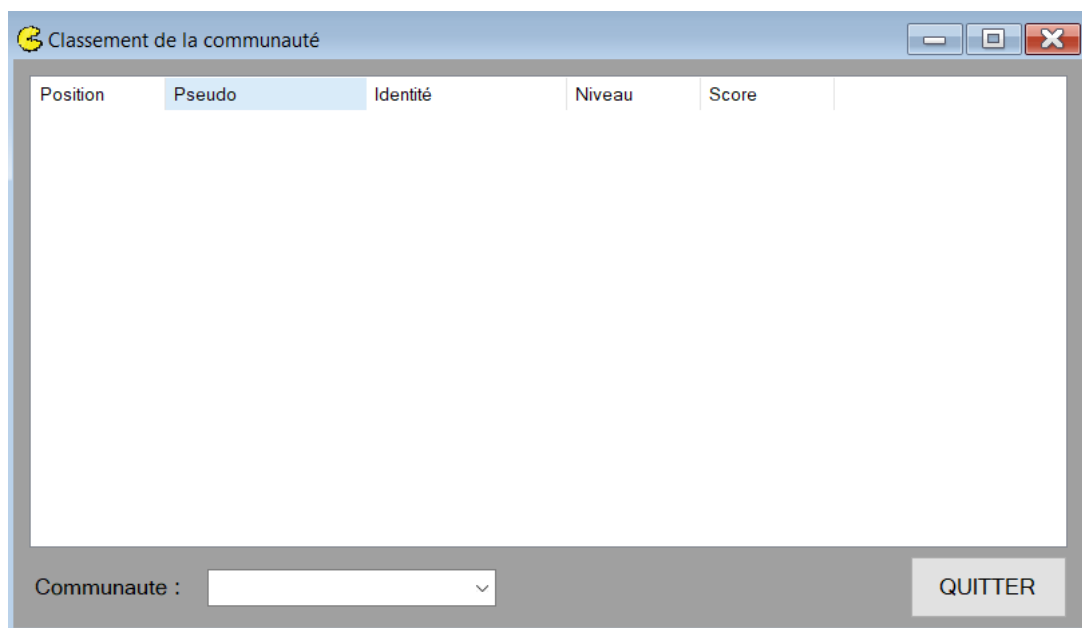 Classement de la communauté
Position Pseudo Identité Niveau Score
Communaute : QUITTER